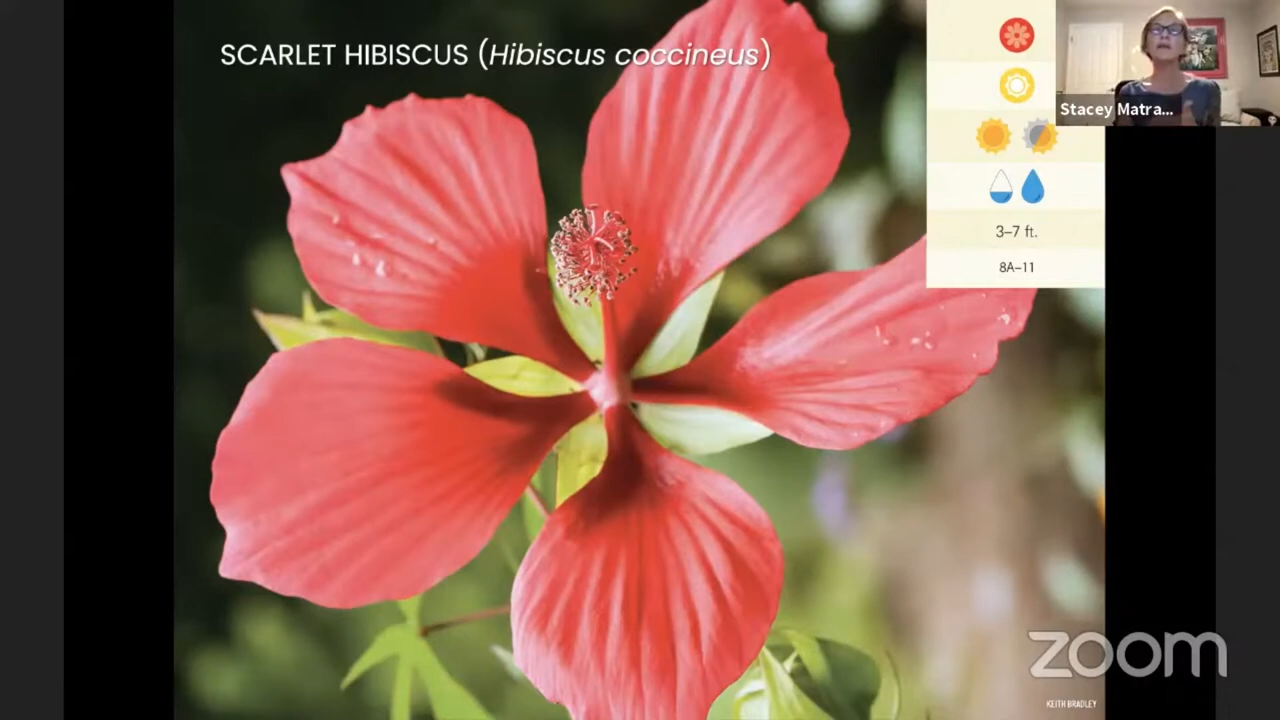 SCARLET HIBISCUS (Hibiscus coccineus)
Stacey Matra...
3–7 ft.
8A–11
zoom
KEITH BRADLEY